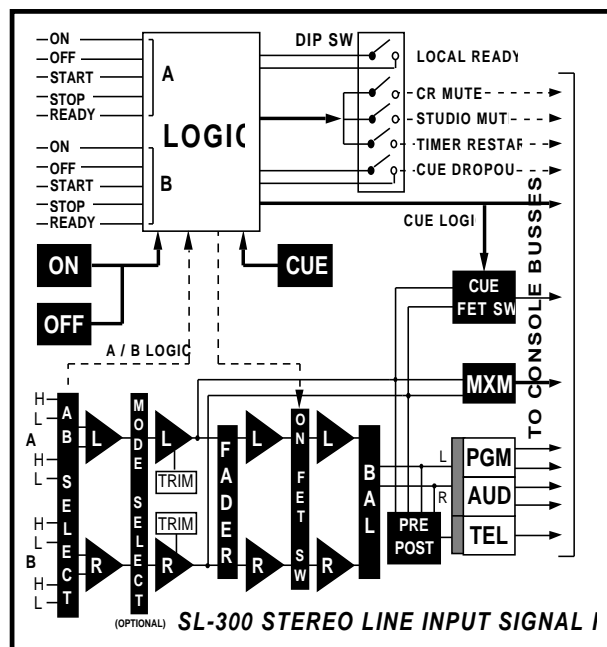 ON
OFF
START
STOP
READY
A
ON
OFF
START
STOP
READY
B
LOGIC
DIP SW
LOCAL READY
CR MUTE
STUDIO MUT
TIMER RESTAR
CUE DROPOU
CUE LOGI
ON
OFF
CUE
A / B LOGIC
CUE
FET SW
MXM
TO CONSOLE BUSSES
H
L
A
H
L
H
L
B
H
L
AB SELECT
L
R
MODE SELECT
(OPTIONAL)
L
TRIM
TRIM
R
FADER
L
R
ON FET SW
L
R
BAL
L
R
PRE
POST
PGM
AUD
TEL
SL-300 STEREO LINE INPUT SIGNAL